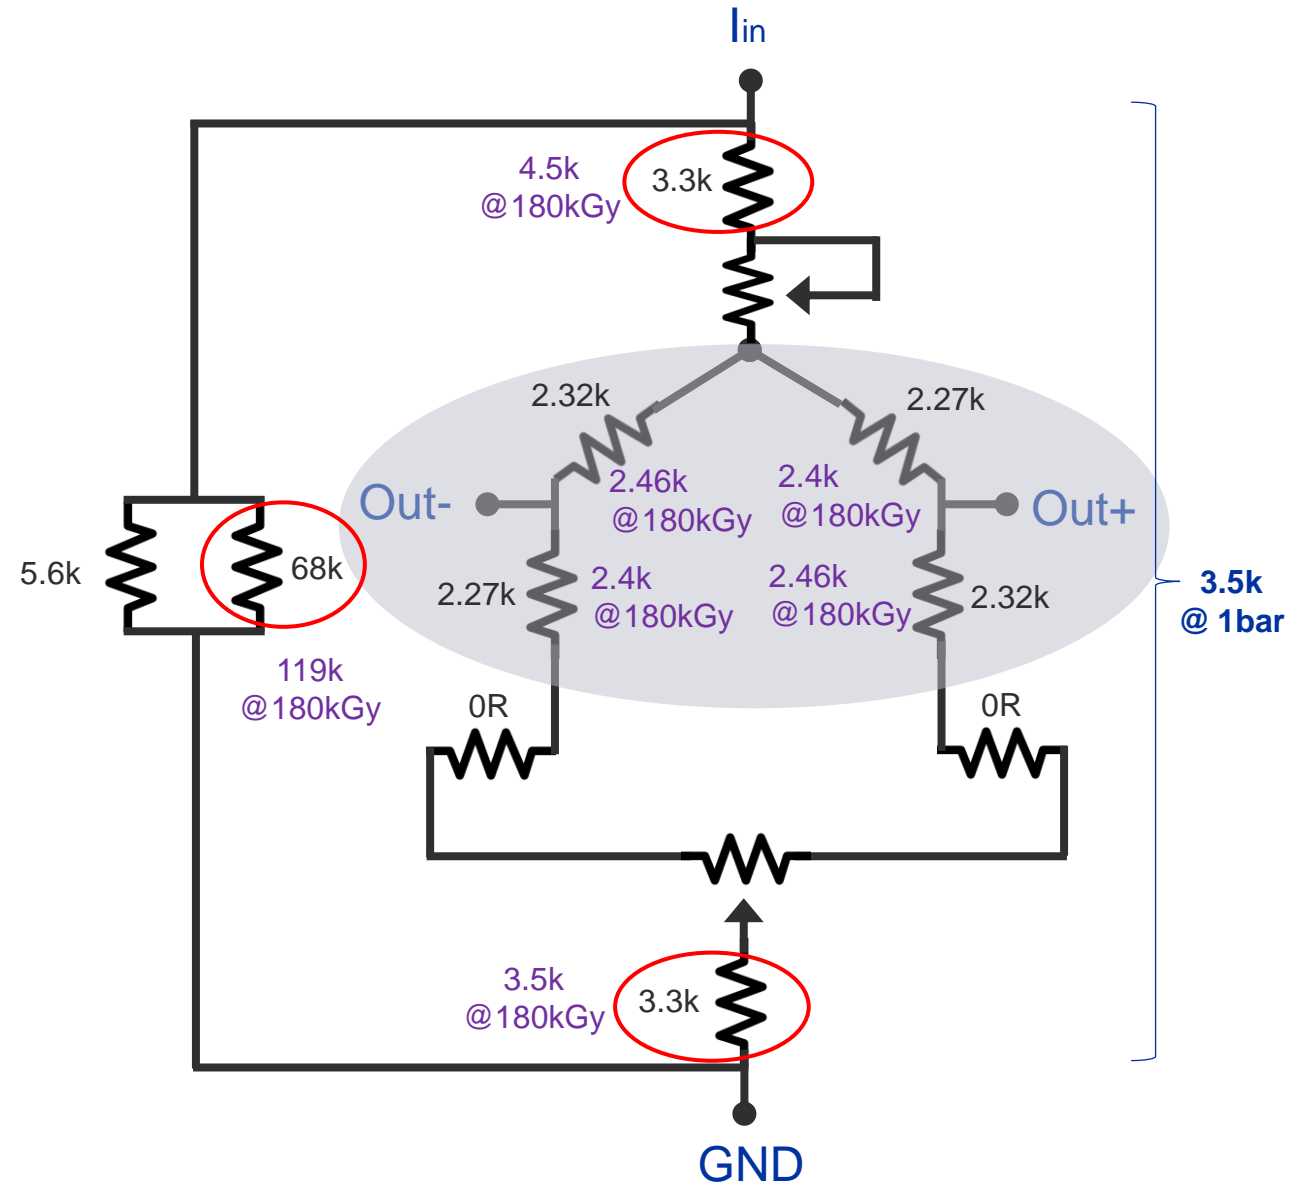 Iin
4.5k
@180kGy
3.3k
2.32k
2.27k
2.46k
@180kGy
2.4k
@180kGy
Out-
Out+
5.6k
68k
2.27k
2.4k
@180kGy
2.46k
@180kGy
2.32k
3.5k
@ 1bar
119k
@180kGy
0R
0R
3.5k
@180kGy
3.3k
GND